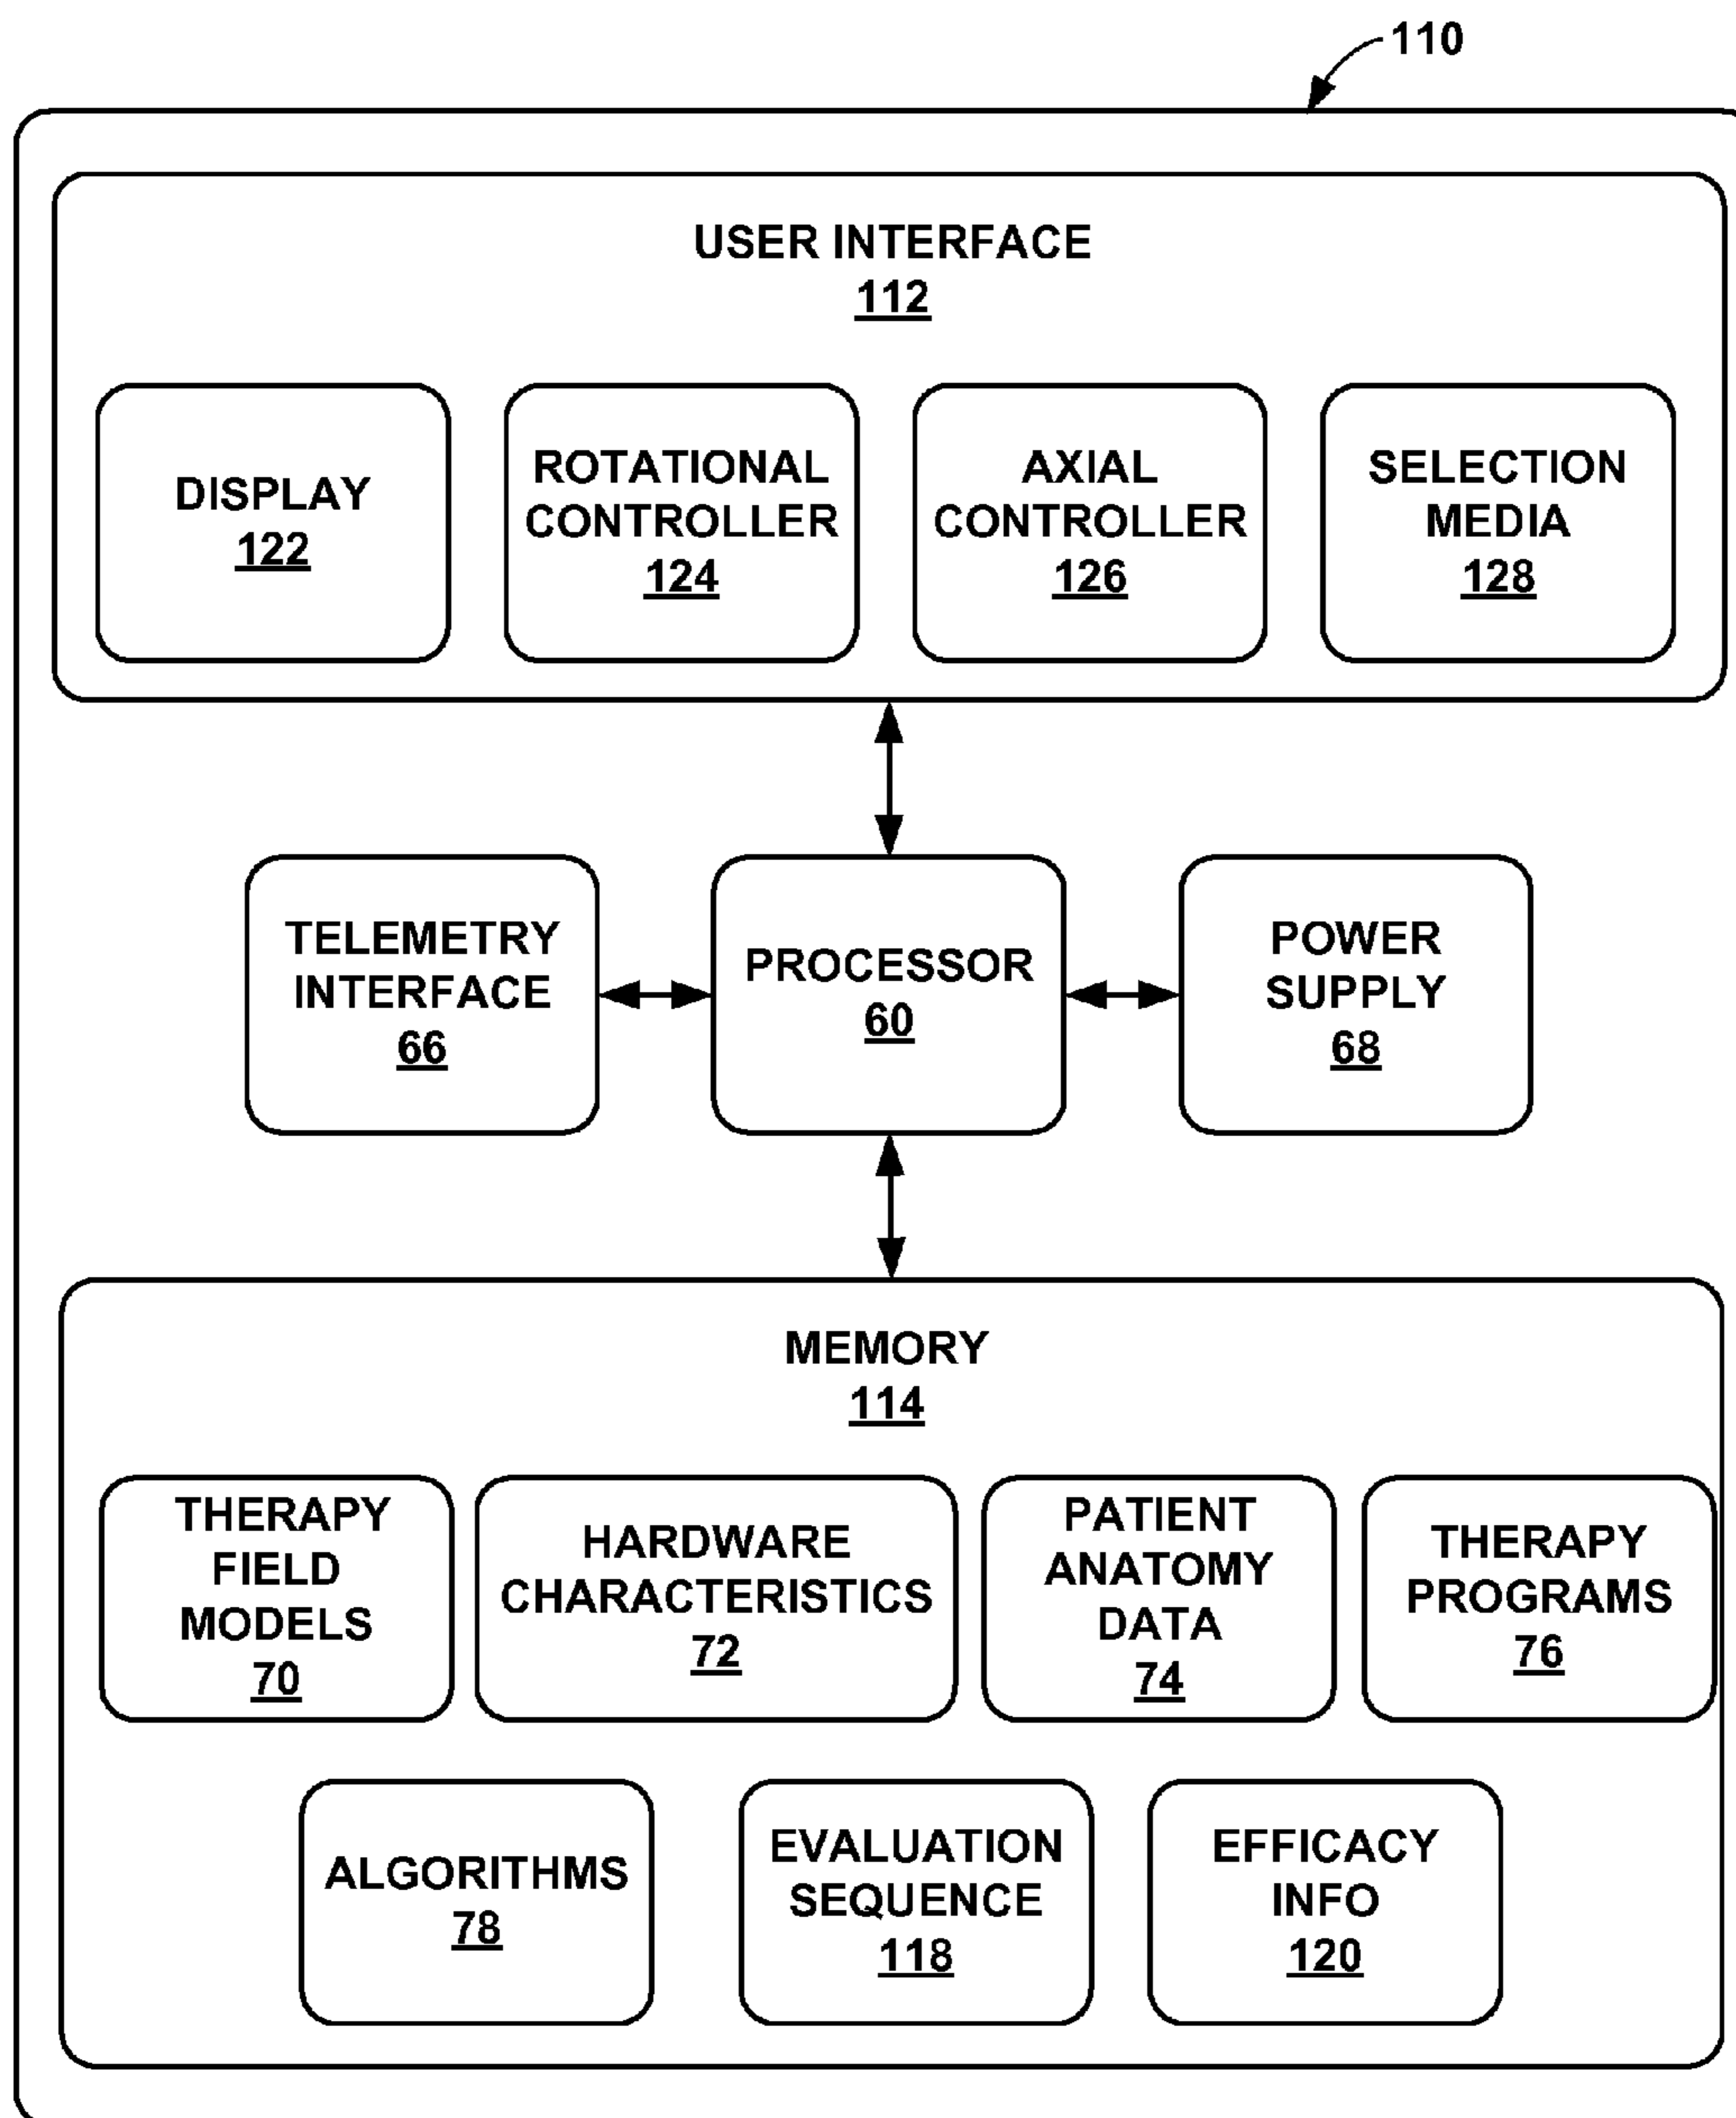 110
USER INTERFACE
112
DISPLAY
122
ROTATIONAL
CONTROLLER
124
AXIAL
CONTROLLER
126
SELECTION
MEDIA
128
TELEMETRY
INTERFACE
66
PROCESSOR
60
POWER
SUPPLY
68
MEMORY
114
THERAPY
FIELD
MODELS
70
HARDWARE
CHARACTERISTICS
72
PATIENT
ANATOMY
DATA
74
THERAPY
PROGRAMS
76
ALGORITHMS
78
EVALUATION
SEQUENCE
118
EFFICACY
INFO
120